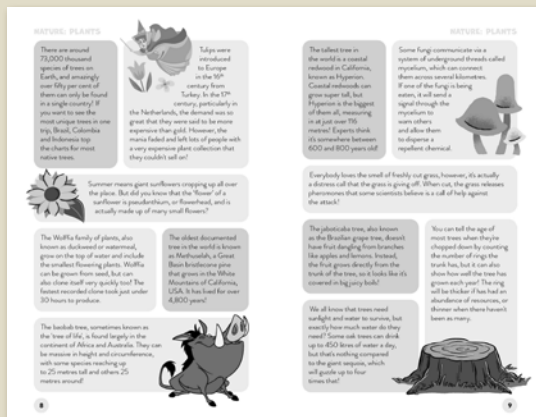 NATURE: PLANTS
There are around
73,000 thousand
species of trees on
Earth, and amazingly
over fifty per cent of
them can only be found
in a single country! If
you want to see the
most unique trees in one
trip, Brazil, Colombia
and Indonesia top
the charts for most
native trees.
Tulips were
introduced
to Europe
in the 16th
century from
Turkey. In the 17th
century, particularly in
the Netherlands, the demand was so
great that they were said to be more
expensive than gold. However, the
mania faded and left lots of people with
a very expensive plant collection that
they couldn't sell on!
Summer means giant sunflowers cropping up all over
the place. But did you know that the 'flower' of a
sunflower is pseudanthium, or flowerhead, and is
actually made up of many small flowers?
The Wolffia family of plants, also
known as duckweed or watermeal,
grow on the top of water and include
the smallest flowering plants. Wolffia
can be grown from seed, but can
also clone itself very quickly too! The
fastest recorded clone took just under
30 hours to produce.
The oldest documented
tree in the world is known
as Methuselah, a Great
Basin bristlecone pine
that grows in the White
Mountains of California,
USA. It has lived for over
4,800 years!
The baobab tree, sometimes known as
the 'tree of life', is found largely in the
continent of Africa and Australia. They can
be massive in height and circumference,
with some species reaching up
to 25 metres tall and others 25
metres around!
8
NATURE: PLANTS
The tallest tree in
the world is a coastal
redwood in California,
known as Hyperion.
Coastal redwoods can
grow super tall, but
Hyperion is the biggest
of them all, measuring
in at just over 116
metres! Experts think
it's somewhere between
600 and 800 years old!
Some fungi communicate via a
system of underground threads called
mycelium, which can connect
them across several kilometres.
If one of the fungi is being
eaten, it will send a
signal through the
mycelium to
warn others
and allow them
to disperse a
repellent chemical.
Everybody loves the smell of freshly cut grass, however, it's actually
a distress call that the grass is giving off. When cut, the grass releases
pheromones that some scientists believe is a call for help against
the attack!
The jaboticaba tree, also known
as the Brazilian grape tree, doesn't
have fruit dangling from branches
like apples and lemons. Instead,
the fruit grows directly from the
trunk of the tree, so it looks like it's
covered in big juicy boils!
You can tell the age of
most trees when they're
chopped down by counting
the number of rings the
trunk has, but it can also
show how well the tree has
grown each year! The ring
will be thicker if has had an
abundance of resources, or
thinner when there haven't
been as many.
We all know that trees need
sunlight and water to survive, but
exactly how much water do they
need? Some oak trees can drink
up to 450 litres of water a day,
but that's nothing compared
to the giant sequoia, which
will guzzle up to four
times that!
9